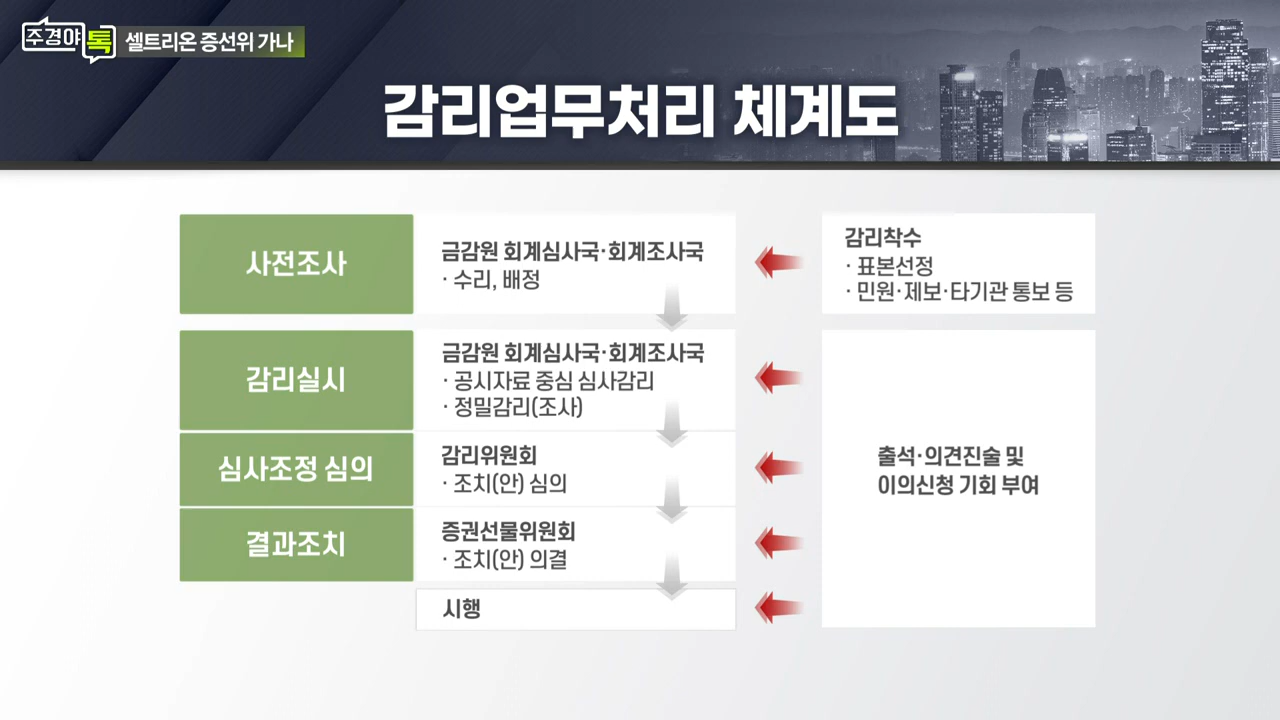 주경야톡 셀트리온 증선위 가나
감리업무처리 체계도
사전조사
금감원 회계심사국·회계조사국
· 수리, 배정
감리착수
· 표본선정
· 민원·제보·타기관 통보 등
감리실시
금감원 회계심사국·회계조사국
· 공시자료 중심 심사감리
· 정밀감리(조사)
심사조정 심의
감리위원회
· 조치(안) 심의
출석·의견진술 및
이의신청 기회 부여
결과조치
증권선물위원회
· 조치(안) 의결
시행